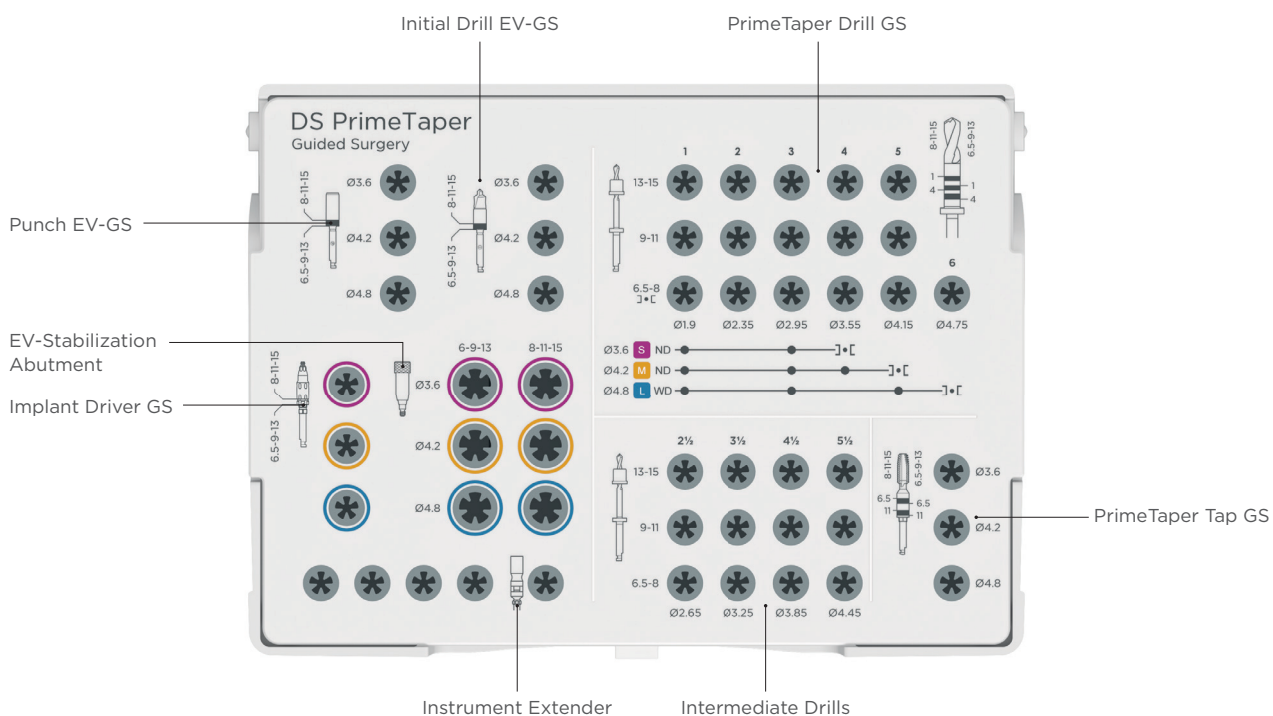 Initial Drill EV-GS
PrimeTaper Drill GS
DS PrimeTaper
Guided Surgery
Punch EV-GS
8-11-15
6.5-9-13
Ø3.6
Ø4.2
Ø4.8
8-11-15
6.5-9-13
Ø3.6
Ø4.2
Ø4.8
1 2 3 4 5
13-15
9-11
6.5-8
]•[
8-11-15
6.5-9-13
1
4
1
4
6
Ø1.9 Ø2.35 Ø2.95 Ø3.55 Ø4.15 Ø4.75
Ø3.6 S ND ]•[
Ø4.2 M ND ]•[
Ø4.8 L WD ]•[
EV-Stabilization
Abutment
Implant Driver GS
8-11-15
6.5-9-13
6-9-13 8-11-15
Ø3.6
Ø4.2
Ø4.8
2½ 3½ 4½ 5½
13-15
9-11
6.5-8
Ø2.65 Ø3.25 Ø3.85 Ø4.45
8-11-15
6.5-9-13
6.5
11
6.5
11
Ø3.6
Ø4.2
Ø4.8
PrimeTaper Tap GS
Instrument Extender
Intermediate Drills